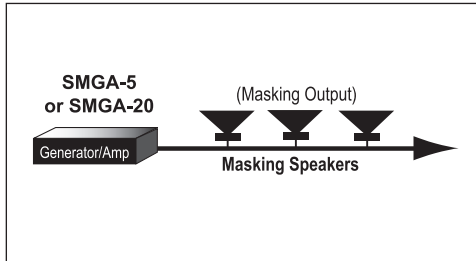 SMGA-5
or SMGA-20
(Masking Output)
Generator/Amp
Masking Speakers